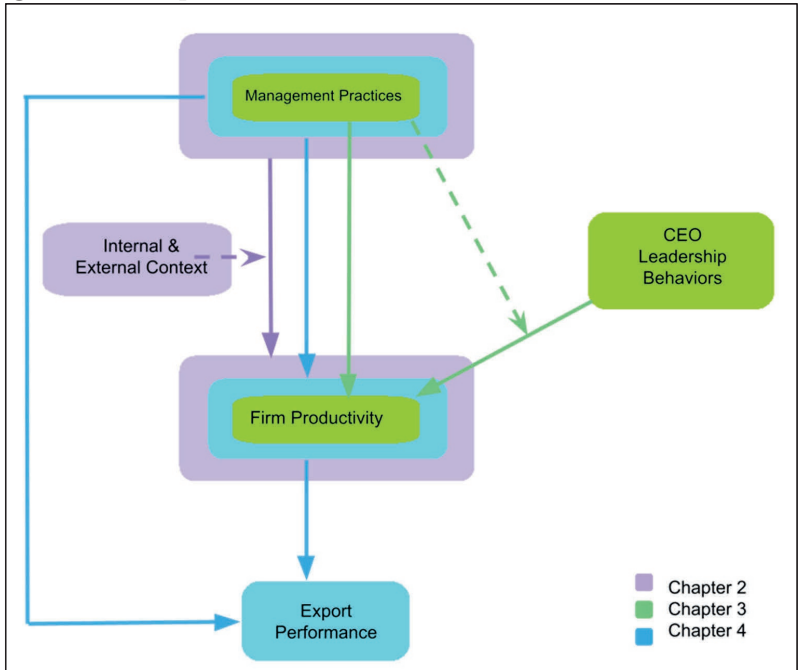 Management Practices
Internal &
External Context
CEO
Leadership
Behaviors
Firm Productivity
Export
Performance
Chapter 2
Chapter 3
Chapter 4